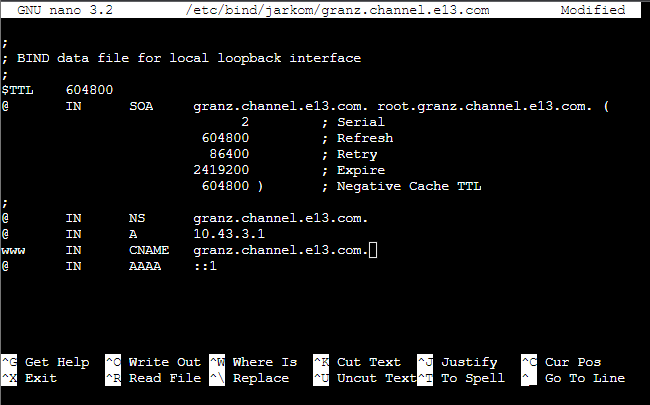 GNU nano 3.2 /etc/bind/jarkom/granz.channel.e13.com Modified
;
; BIND data file for local loopback interface
;
$TTL 604800
@ IN SOA granz.channel.e13.com. root.granz.channel.e13.com. (
2 ; Serial
604800 ; Refresh
86400 ; Retry
2419200 ; Expire
604800 ) ; Negative Cache TTL
;
@ IN NS granz.channel.e13.com.
@ IN A 10.43.3.1
www IN CNAME granz.channel.e13.com.
@ IN AAAA ::1
^G Get Help ^O Write Out ^W Where Is ^K Cut Text ^J Justify ^C Cur Pos
^X Exit ^R Read File ^\ Replace ^U Uncut Text ^T To Spell ^_ Go To Line